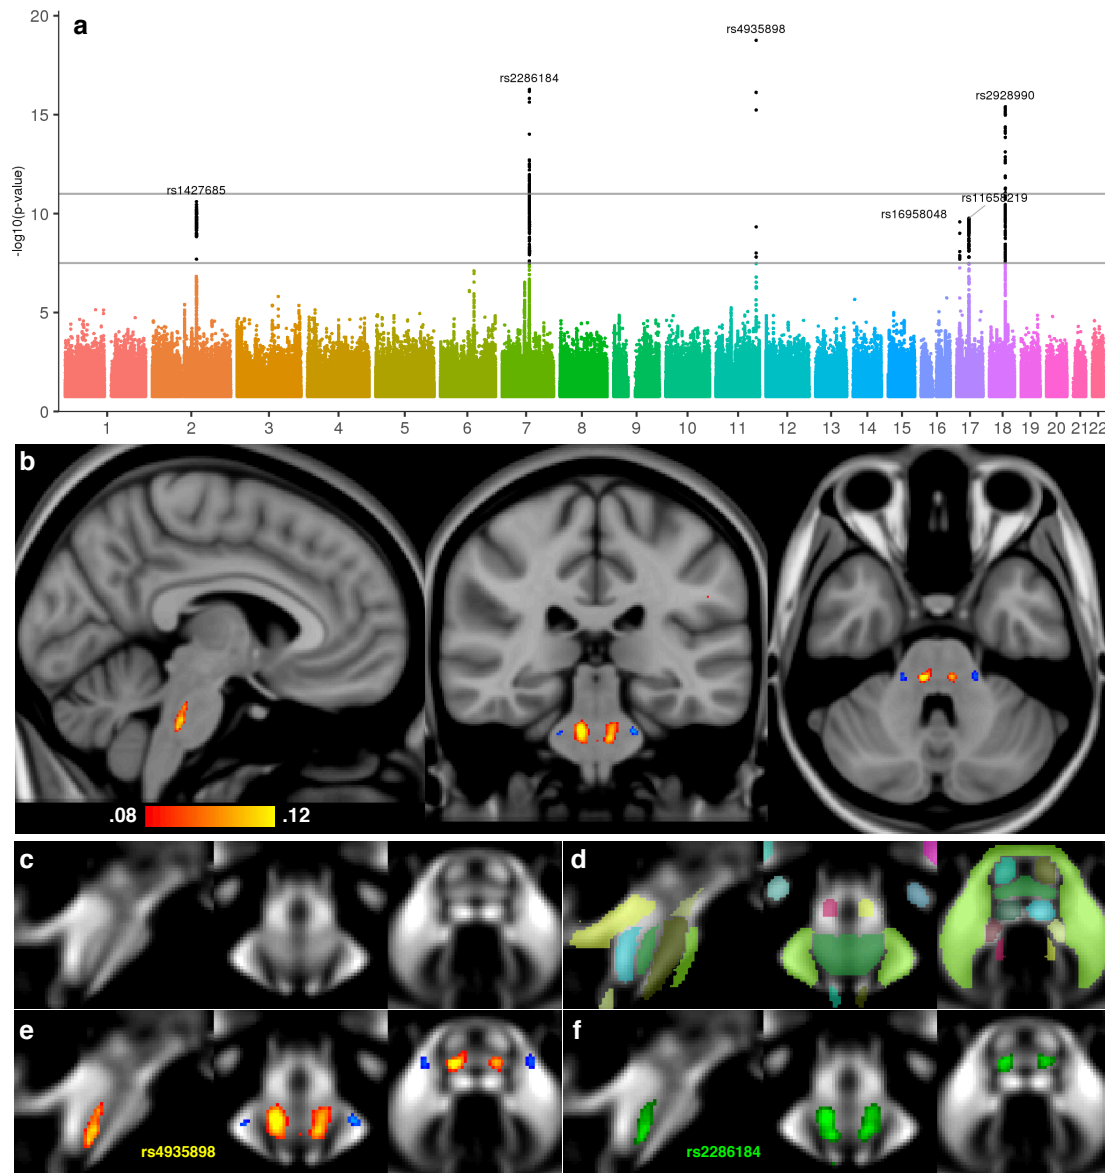 20
a
rs4935898
rs2286184
rs2928990
15
rs1427685
rs11658219
rs16958048
10
-log10(p-value)
5
0
1 2 3 4 5 6 7 8 9 10 11 12 13 14 15 16 17 18 19 20 21 22
b
.08 .12
c
d
e
f
rs4935898
rs2286184